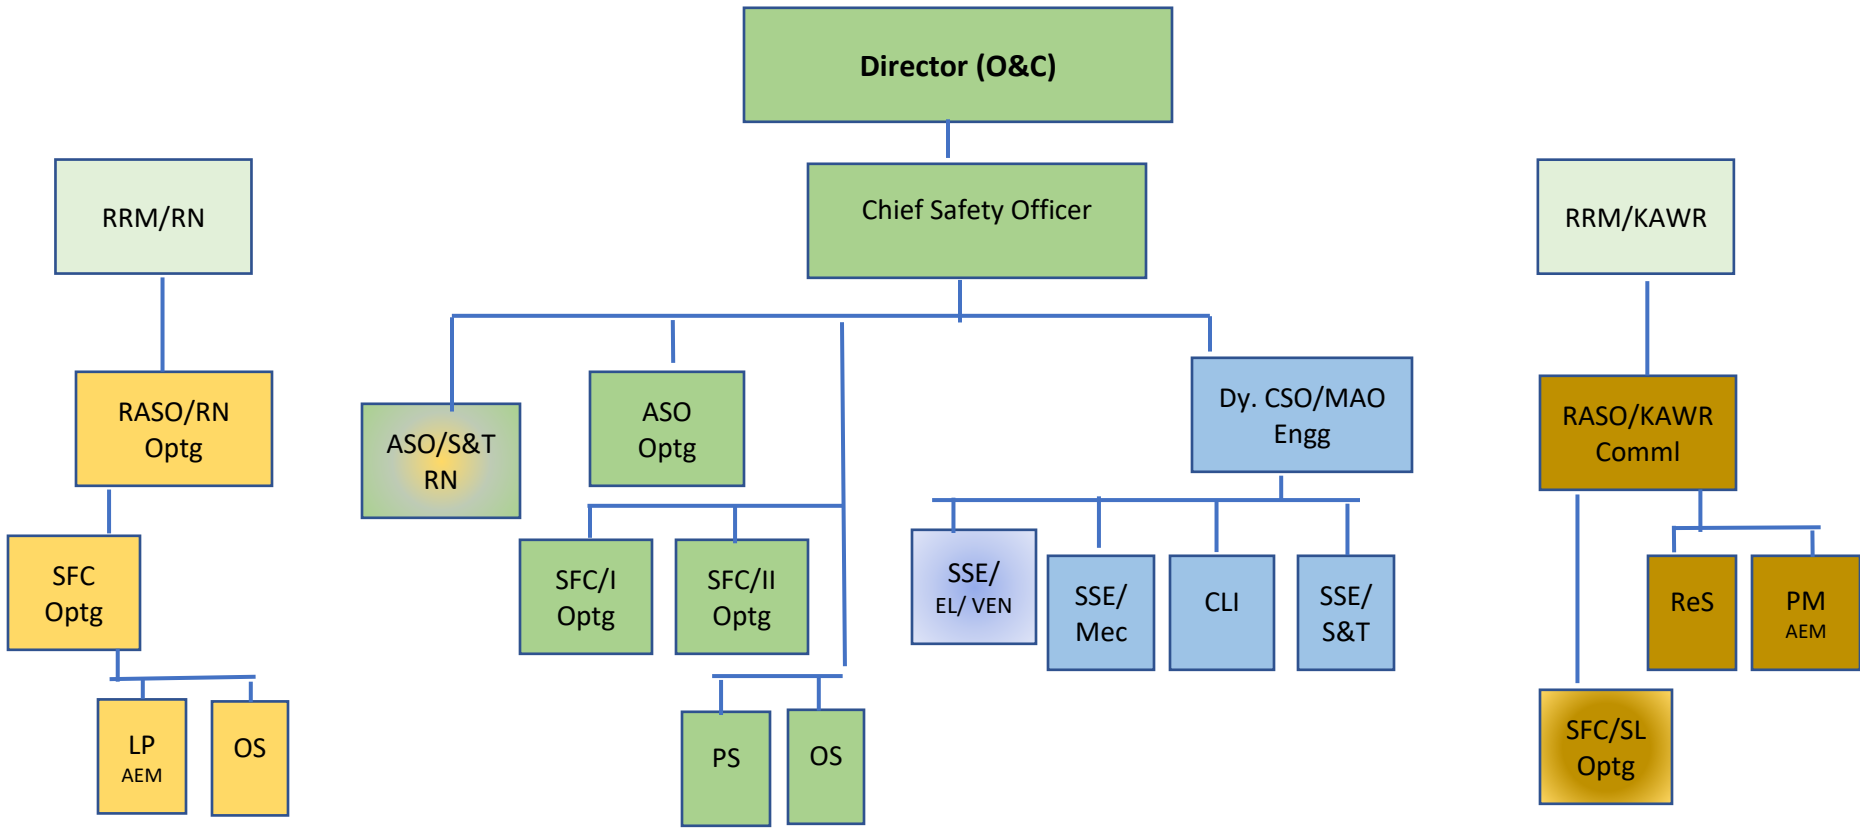 Director (O&C)
RRM/RN
Chief Safety Officer
RRM/KAWR
RASO/RN
Optg
ASO/S&T
RN
ASO
Optg
Dy. CSO/MAO
Engg
RASO/KAWR
Comml
SFC
Optg
SFC/I
Optg
SFC/II
Optg
SSE/
EL/ VEN
SSE/
Mec
CLI
SSE/
S&T
ReS
PM
AEM
LP
AEM
OS
PS
OS
SFC/SL
Optg